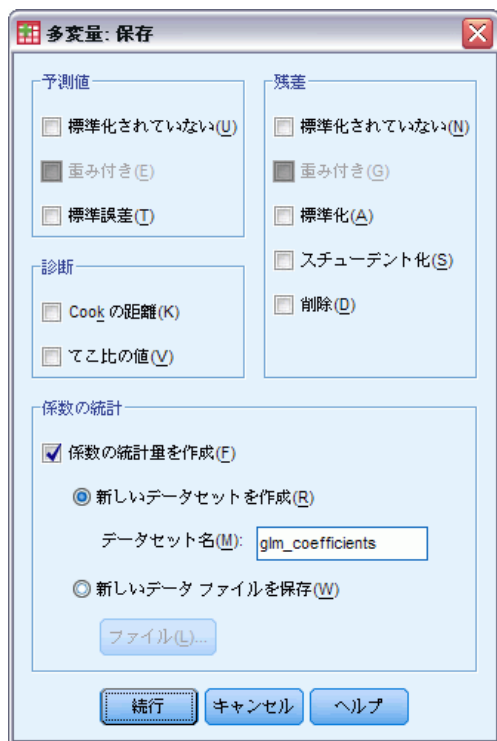 多変量: 保存
予測値
標準化されていない(U)
重み付き(E)
標準誤差(T)
診断
Cook の距離(K)
てこ比の値(V)
残差
標準化されていない(N)
重み付き(G)
標準化(A)
スチューデント化(S)
削除(D)
係数の統計
係数の統計量を作成(F)
新しいデータセットを作成(R)
データセット名(M): glm_coefficients
新しいデータ ファイルを保存(W)
ファイル(L)...
続行 キャンセル ヘルプ